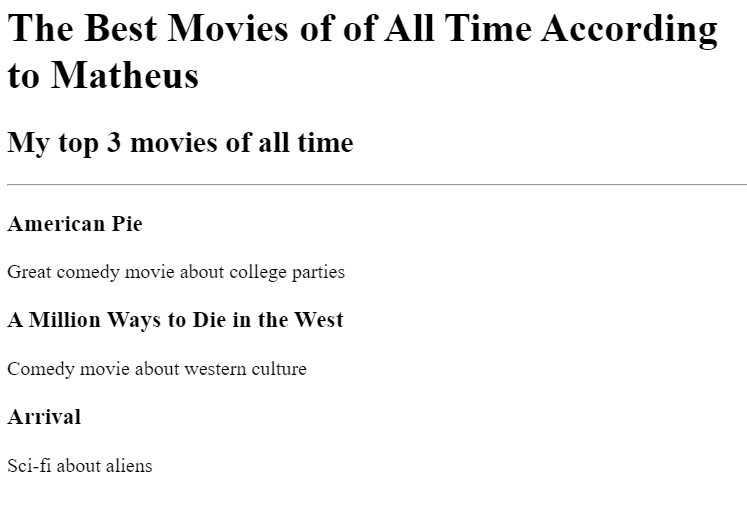 The Best Movies of of All Time According
to Matheus
My top 3 movies of all time
American Pie
Great comedy movie about college parties
A Million Ways to Die in the West
Comedy movie about western culture
Arrival
Sci-fi about aliens